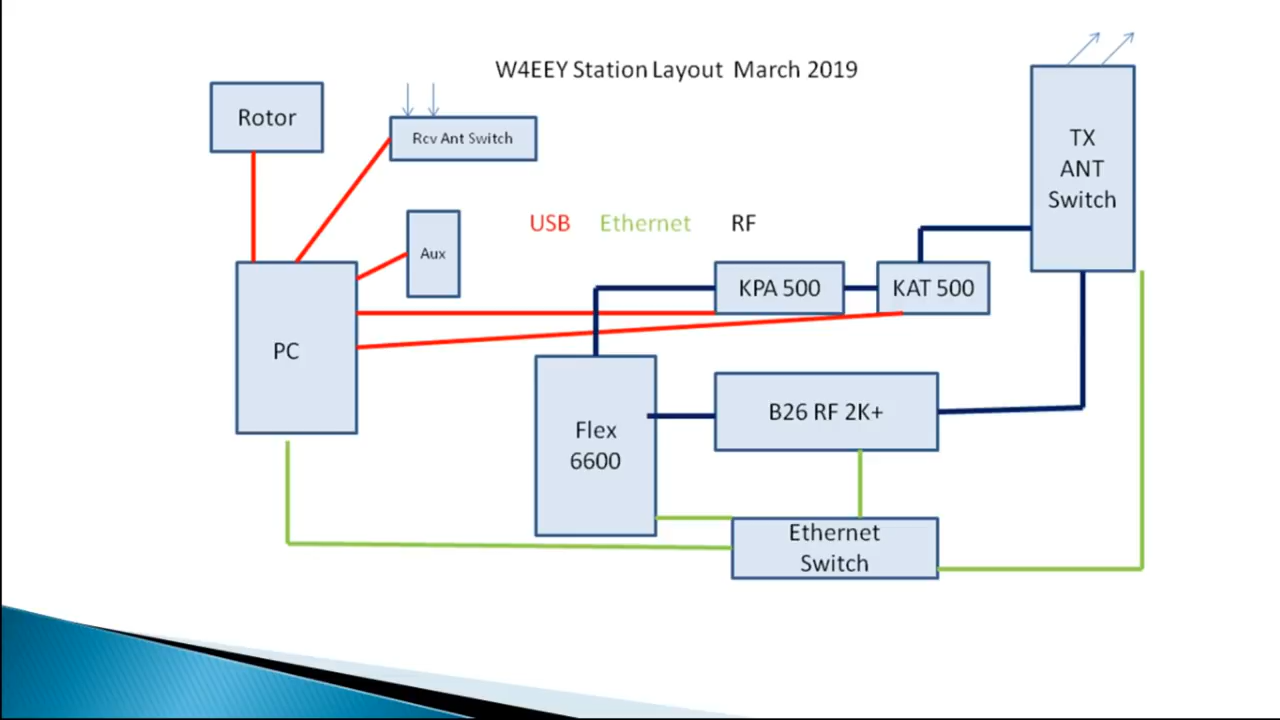 W4EEY Station Layout March 2019
Rotor
Rcv Ant Switch
TX
ANT
Switch
USB Ethernet RF
Aux
KPA 500
KAT 500
PC
B26 RF 2K+
Flex
6600
Ethernet
Switch